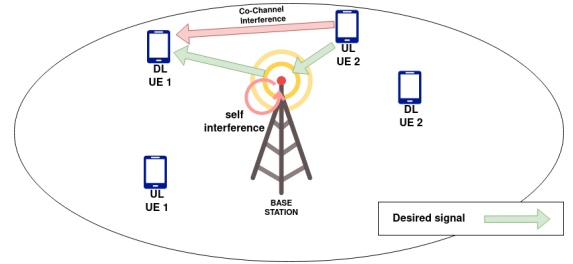 Co-Channel
Interference
DL
UE 1
UL
UE 2
DL
UE 2
self
interference
UL
UE 1
BASE
STATION
Desired signal